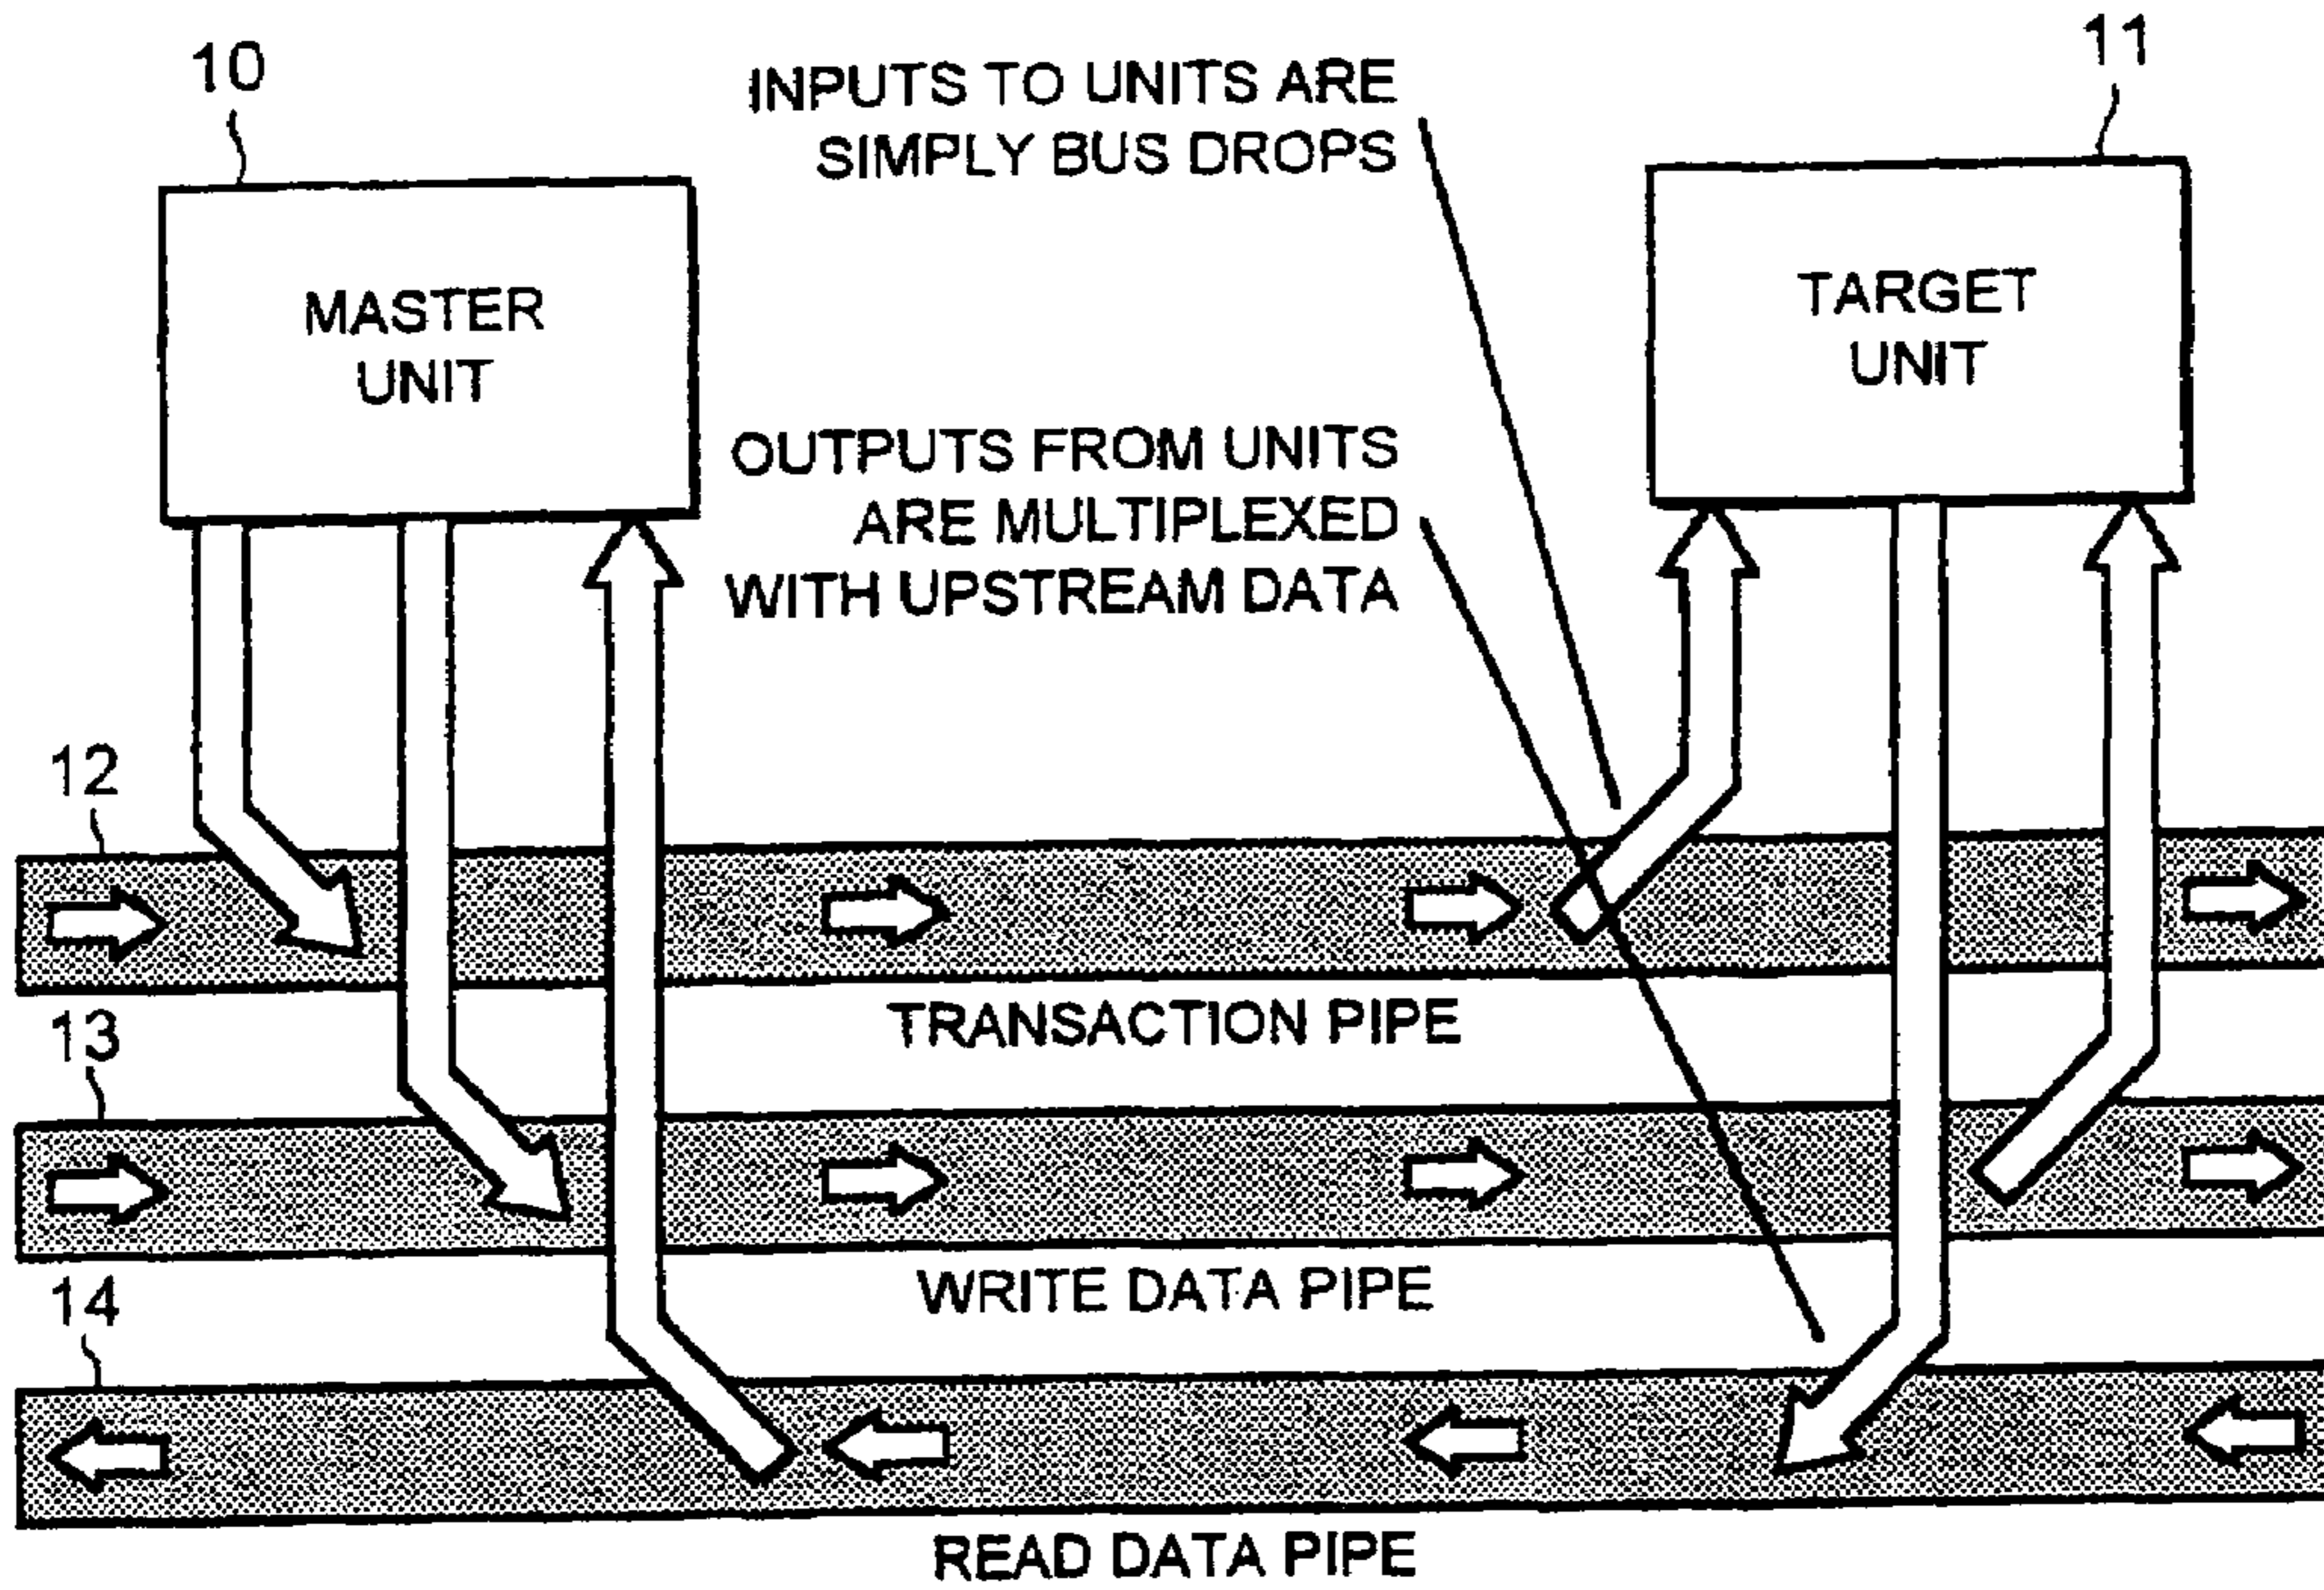 10
11
INPUTS TO UNITS ARE
SIMPLY BUS DROPS
MASTER
UNIT
TARGET
UNIT
OUTPUTS FROM UNITS
ARE MULTIPLEXED
WITH UPSTREAM DATA
12
TRANSACTION PIPE
13
WRITE DATA PIPE
14
READ DATA PIPE